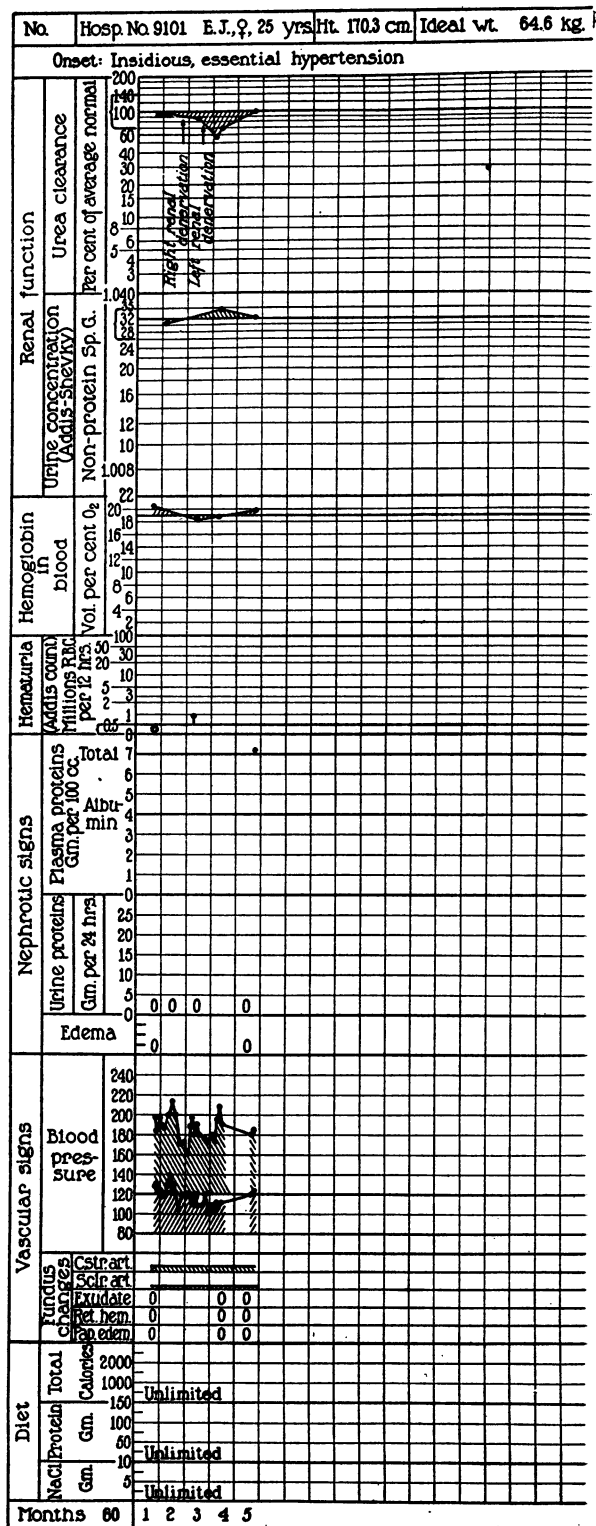 No. Hosp. No. 9101 E.J., ♀, 25 yrs. Ht. 170.3 cm. Ideal wt. 64.6 kg.
Onset: Insidious, essential hypertension
Renal function
Urea clearance
Per cent of average normal
200
140
100
60
40
30
20
15
10
8
6
5
4
3
Right renal denervation
Left renal denervation
Urine concentration (Addis-Shevky)
Non-protein Sp. G.
1.040
35
32
28
24
20
16
12
10
1.008
Hemoglobin in blood
Vol. per cent O2
22
20
18
16
14
12
10
8
6
4
2
Hematuria
(Addis count) Millions R.B.C. per 12 hrs.
100
50
30
20
10
5
3
2
1
0.5
0
Nephrotic signs
Plasma proteins Gm. per 100 cc.
Total
Albumin
7
6
5
4
3
2
1
0
Urine proteins
Gm. per 24 hrs.
25
20
15
10
5
0
0 0 0 0
Edema
0 0
Vascular signs
Blood pressure
240
220
200
180
160
140
120
100
80
Fundus changes
Cstr. art.
Sclr. art.
Exudate 0 0 0
Ret. hem. 0 0 0
Pap. edem. 0 0 0
Diet
Total Calories
2000
1000
Unlimited
Protein Gm.
150
100
50
Unlimited
NaCl Gm.
10
5
Unlimited
Months 60 1 2 3 4 5